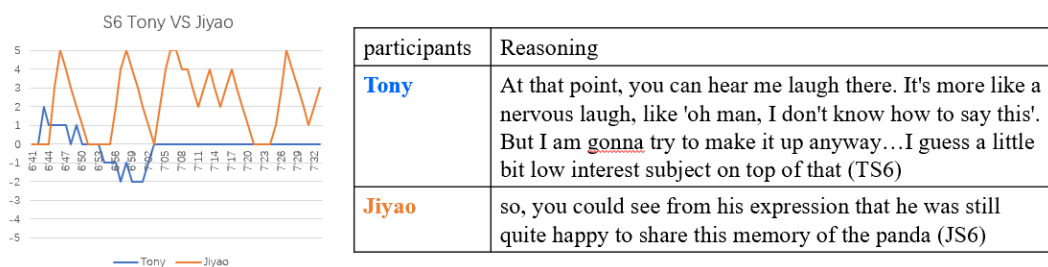 S6 Tony VS Jiyao
5
4
3
2
1
0
-1
-2
-3
-4
-5
6:41 6:44 6:47 6:50 6:53 6:56 6:59 7:02 7:05 7:08 7:11 7:14 7:17 7:20 7:23 7:26 7:29 7:32
Tony Jiyao
participants Reasoning
Tony At that point, you can hear me laugh there. It's more like a
nervous laugh, like 'oh man, I don't know how to say this'.
But I am gonna try to make it up anyway…I guess a little
bit low interest subject on top of that (TS6)
Jiyao so, you could see from his expression that he was still
quite happy to share this memory of the panda (JS6)